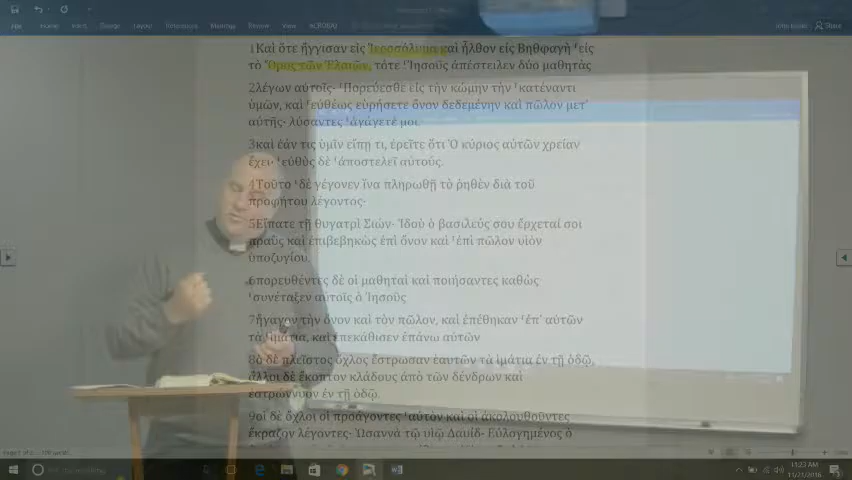 1Καὶ ὅτε ἤγγισαν εἰς Ἱεροσόλυμα καὶ ἦλθον εἰς Βηθφαγὴ ⸀εἰς
τὸ Ὄρος τῶν Ἐλαιῶν, τότε ⸀Ἰησοῦς ἀπέστειλεν δύο μαθητὰς
2λέγων αὐτοῖς· ⸀Πορεύεσθε εἰς τὴν κώμην τὴν ⸀κατέναντι
ὑμῶν, καὶ ⸀εὐθέως εὑρήσετε ὄνον δεδεμένην καὶ πῶλον μετ᾽
αὐτῆς· λύσαντες ⸀ἀγάγετέ μοι.
3καὶ ἐάν τις ὑμῖν εἴπῃ τι, ἐρεῖτε ὅτι Ὁ κύριος αὐτῶν χρείαν
ἔχει· ⸀εὐθὺς δὲ ⸀ἀποστελεῖ αὐτούς.
4Τοῦτο ⸀δὲ γέγονεν ἵνα πληρωθῇ τὸ ῥηθὲν διὰ τοῦ
προφήτου λέγοντος·
5Εἴπατε τῇ θυγατρὶ Σιών· Ἰδοὺ ὁ βασιλεύς σου ἔρχεταί σοι
πραῢς καὶ ἐπιβεβηκὼς ἐπὶ ὄνον καὶ ⸀ἐπὶ πῶλον υἱὸν
ὑποζυγίου.
6πορευθέντες δὲ οἱ μαθηταὶ καὶ ποιήσαντες καθὼς
⸀συνέταξεν αὐτοῖς ὁ Ἰησοῦς
7ἤγαγον τὴν ὄνον καὶ τὸν πῶλον, καὶ ἐπέθηκαν ⸀ἐπ᾽ αὐτῶν
τὰ ⸀ἱμάτια, καὶ ἐπεκάθισεν ἐπάνω αὐτῶν
8ὁ δὲ πλεῖστος ὄχλος ἔστρωσαν ἑαυτῶν τὰ ἱμάτια ἐν τῇ ὁδῷ,
ἄλλοι δὲ ἔκοπτον κλάδους ἀπὸ τῶν δένδρων καὶ
ἐστρώννυον ἐν τῇ ὁδῷ.
9οἱ δὲ ὄχλοι οἱ προάγοντες ⸀αὐτὸν καὶ οἱ ἀκολουθοῦντες
ἔκραζον λέγοντες· Ὡσαννὰ τῷ υἱῷ Δαυίδ· Εὐλογημένος ὁ
11:23 AM